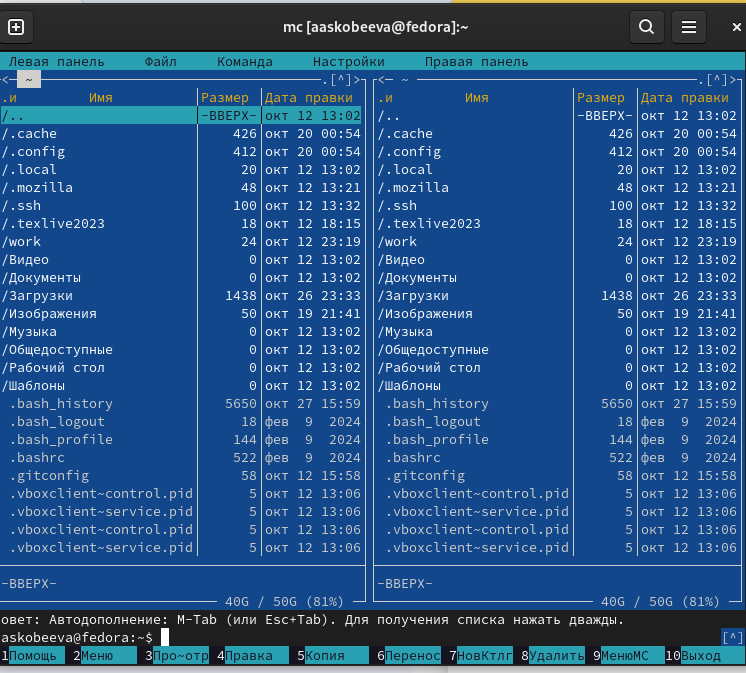 mc [aaskobeeva@fedora]:~
Левая панель Файл Команда Настройки Правая панель
<─ ~ .[^]>┐ ┌<─ ~ .[^]>┐
.и Имя Размер Дата правки .и Имя Размер Дата правки
/.. -ВВЕРХ- окт 12 13:02 /.. -ВВЕРХ- окт 12 13:02
/.cache 426 окт 20 00:54 /.cache 426 окт 20 00:54
/.config 412 окт 20 00:54 /.config 412 окт 20 00:54
/.local 20 окт 12 13:02 /.local 20 окт 12 13:02
/.mozilla 48 окт 12 13:21 /.mozilla 48 окт 12 13:21
/.ssh 100 окт 12 13:32 /.ssh 100 окт 12 13:32
/.texlive2023 18 окт 12 18:15 /.texlive2023 18 окт 12 18:15
/work 24 окт 12 23:19 /work 24 окт 12 23:19
/Видео 0 окт 12 13:02 /Видео 0 окт 12 13:02
/Документы 0 окт 12 13:02 /Документы 0 окт 12 13:02
/Загрузки 1438 окт 26 23:33 /Загрузки 1438 окт 26 23:33
/Изображения 50 окт 19 21:41 /Изображения 50 окт 19 21:41
/Музыка 0 окт 12 13:02 /Музыка 0 окт 12 13:02
/Общедоступные 0 окт 12 13:02 /Общедоступные 0 окт 12 13:02
/Рабочий стол 0 окт 12 13:02 /Рабочий стол 0 окт 12 13:02
/Шаблоны 0 окт 12 13:02 /Шаблоны 0 окт 12 13:02
.bash_history 5650 окт 27 15:59 .bash_history 5650 окт 27 15:59
.bash_logout 18 фев 9 2024 .bash_logout 18 фев 9 2024
.bash_profile 144 фев 9 2024 .bash_profile 144 фев 9 2024
.bashrc 522 фев 9 2024 .bashrc 522 фев 9 2024
.gitconfig 58 окт 12 15:58 .gitconfig 58 окт 12 15:58
.vboxclient~control.pid 5 окт 12 13:06 .vboxclient~control.pid 5 окт 12 13:06
.vboxclient~service.pid 5 окт 12 13:06 .vboxclient~service.pid 5 окт 12 13:06
.vboxclient~control.pid 5 окт 12 13:06 .vboxclient~control.pid 5 окт 12 13:06
.vboxclient~service.pid 5 окт 12 13:06 .vboxclient~service.pid 5 окт 12 13:06
-ВВЕРХ- -ВВЕРХ-
40G / 50G (81%) 40G / 50G (81%)
овет: Автодополнение: M-Tab (или Esc+Tab). Для получения списка нажать дважды.
askobeeva@fedora:~$ [^]
1Помощь 2Меню 3Про~отр 4Правка 5Копия 6Перенос 7НовКтлг 8Удалить 9МенюMC 10Выход